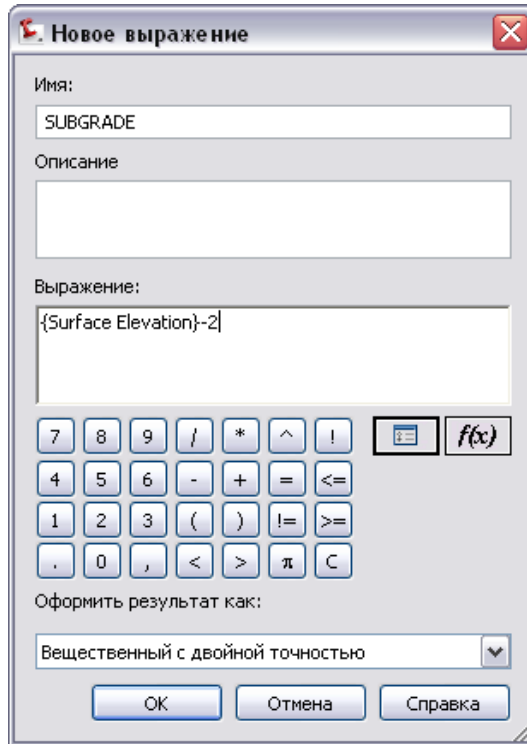 Новое выражение
Имя:
SUBGRADE
Описание
Выражение:
{Surface Elevation}-2
7 8 9 / * ^ ! f(x)
4 5 6 - + = <=
1 2 3 ( ) != >=
. 0 , < > π C
Оформить результат как:
Вещественный с двойной точностью
OK Отмена Справка